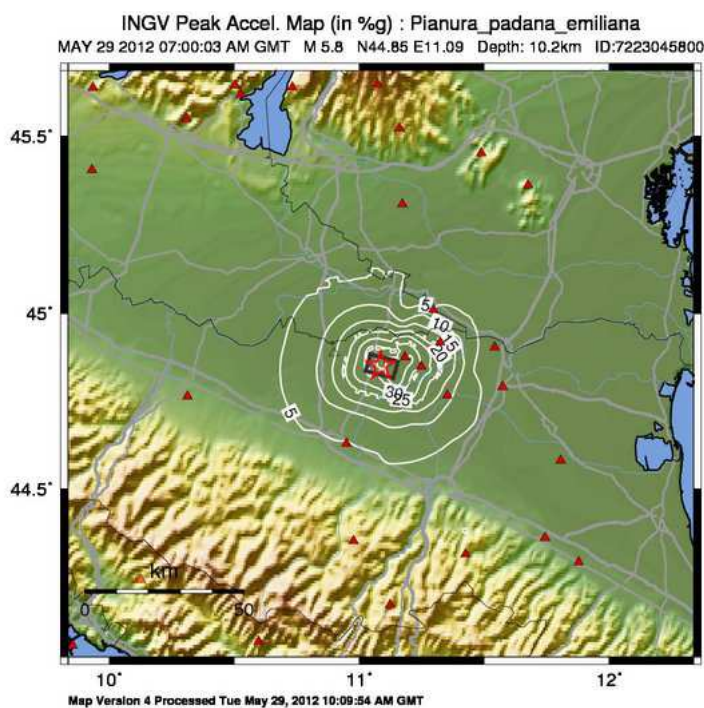 INGV Peak Accel. Map (in %g) : Pianura_padana_emiliana
MAY 29 2012 07:00:03 AM GMT M 5.8 N44.85 E11.09 Depth: 10.2km ID:7223045800
45.5˚
45˚
44.5˚
5
10
15
20
30
25
5
km
0 50
10˚ 11˚ 12˚
Map Version 4 Processed Tue May 29, 2012 10:09:54 AM GMT